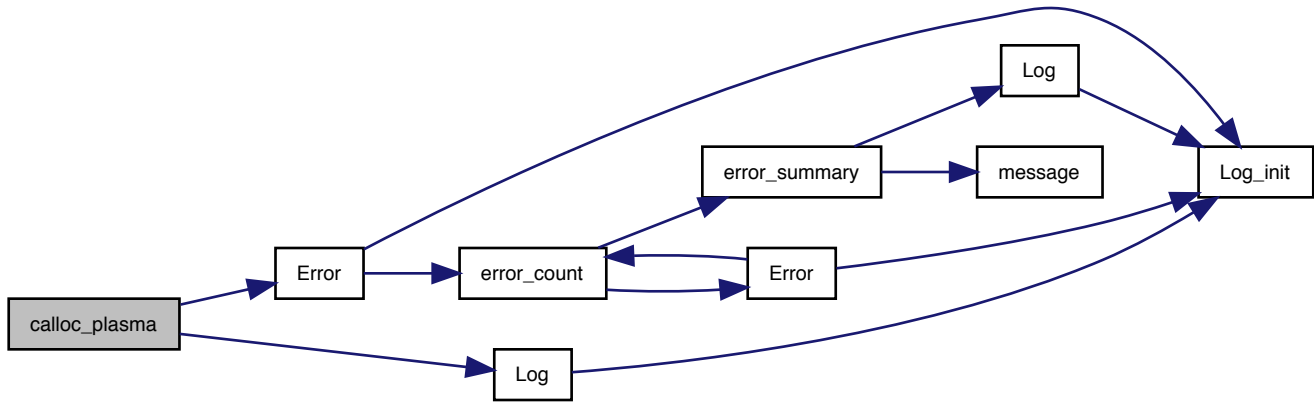 Log
error_summary
message
Log_init
Error
error_count
Error
calloc_plasma
Log